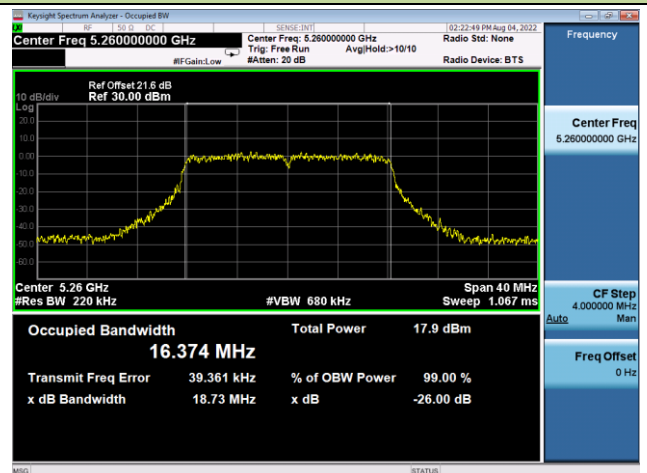 Keysight Spectrum Analyzer - Occupied BW
RF 50 Ω DC SENSE:INT 02:22:49 PM Aug 04, 2022
Center Freq 5.260000000 GHz
Center Freq: 5.260000000 GHz Radio Std: None
Trig: Free Run Avg|Hold:>10/10
#IFGain:Low #Atten: 20 dB Radio Device: BTS
Frequency
Ref Offset 21.6 dB
10 dB/div Ref 30.00 dBm
Log
20.0
10.0
0.00
-10.0
-20.0
-30.0
-40.0
-50.0
-60.0
Center 5.26 GHz Span 40 MHz
#Res BW 220 kHz #VBW 680 kHz Sweep 1.067 ms
Occupied Bandwidth Total Power 17.9 dBm
16.374 MHz
Transmit Freq Error 39.361 kHz % of OBW Power 99.00 %
x dB Bandwidth 18.73 MHz x dB -26.00 dB
Center Freq
5.260000000 GHz
CF Step
4.000000 MHz
Auto Man
Freq Offset
0 Hz
MSG STATUS